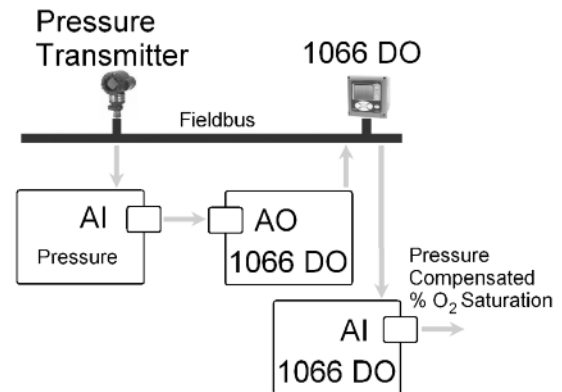 Pressure
Transmitter
1066 DO
Fieldbus
AI
Pressure
AO
1066 DO
Pressure
Compensated
% O₂ Saturation
AI
1066 DO